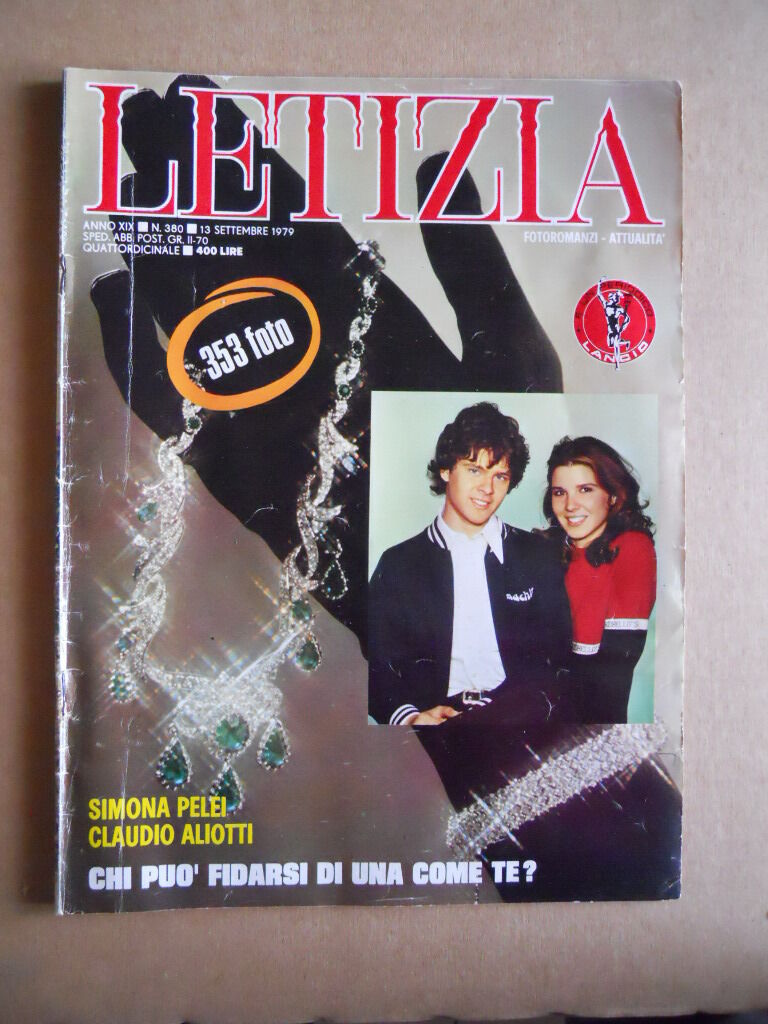 LETIZIA
ANNO XIX ■ N. 380 ■ 13 SETTEMBRE 1979
SPED. ABB. POST. GR. II-70
QUATTORDICINALE ■ 400 LIRE
FOTOROMANZI - ATTUALITA'
353 foto
PERIODICO
LANCIO
SIMONA PELEI
CLAUDIO ALIOTTI
CHI PUO' FIDARSI DI UNA COME TE?